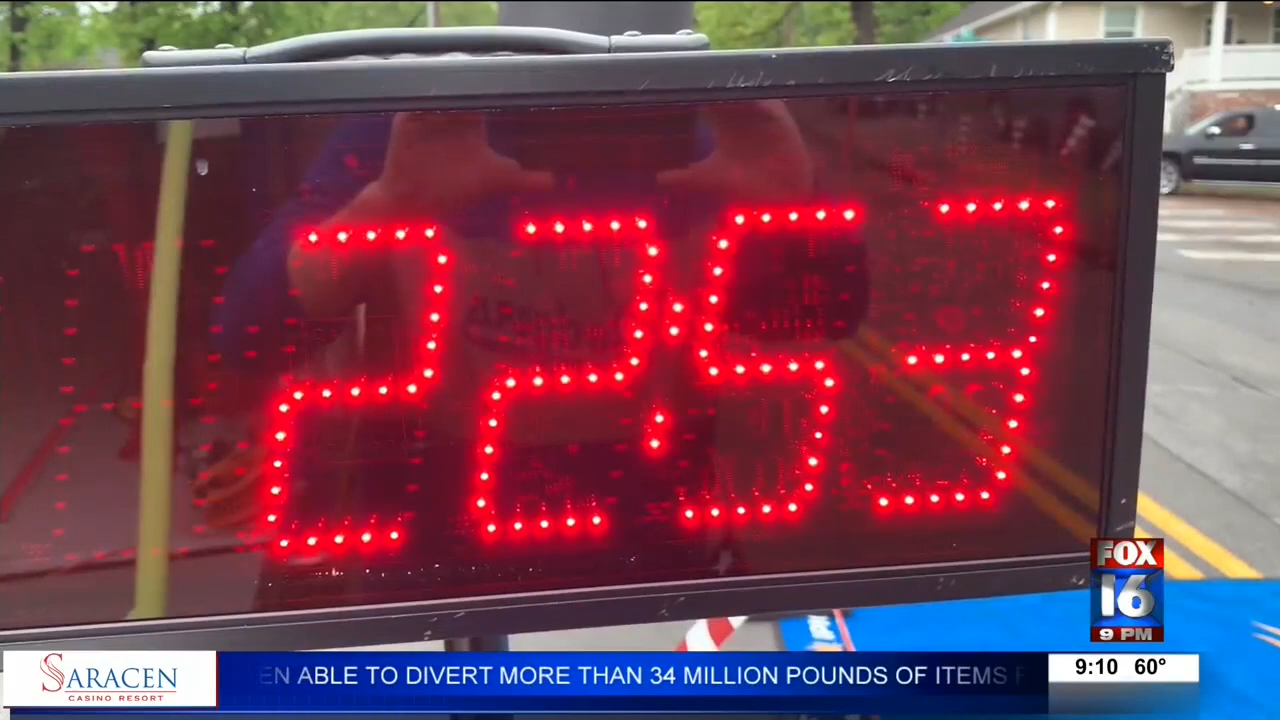 22:53
FOX
16
9 PM
SARACEN
CASINO RESORT
EN ABLE TO DIVERT MORE THAN 34 MILLION POUNDS OF ITEMS
9:10 60°